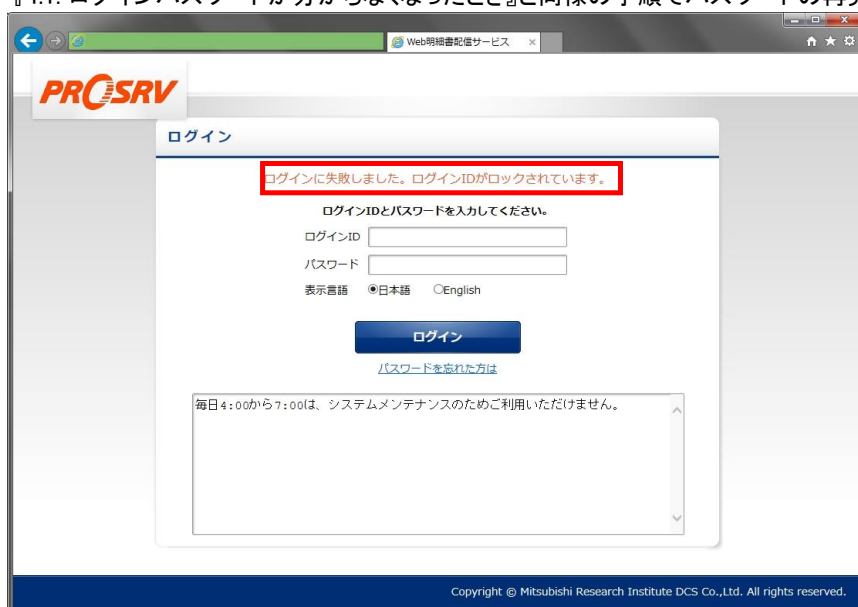 『4.1. ログインパスワードが分からなくなったとき』と同様の手順でパスワードの再発
Web明細書配信サービス ×
PROSRV
ログイン
ログインに失敗しました。ログインIDがロックされています。
ログインIDとパスワードを入力してください。
ログインID
パスワード
表示言語 日本語 English
ログイン
パスワードを忘れた方は
毎日4:00から7:00は、システムメンテナンスのためご利用いただけません。
Copyright © Mitsubishi Research Institute DCS Co.,Ltd. All rights reserved.